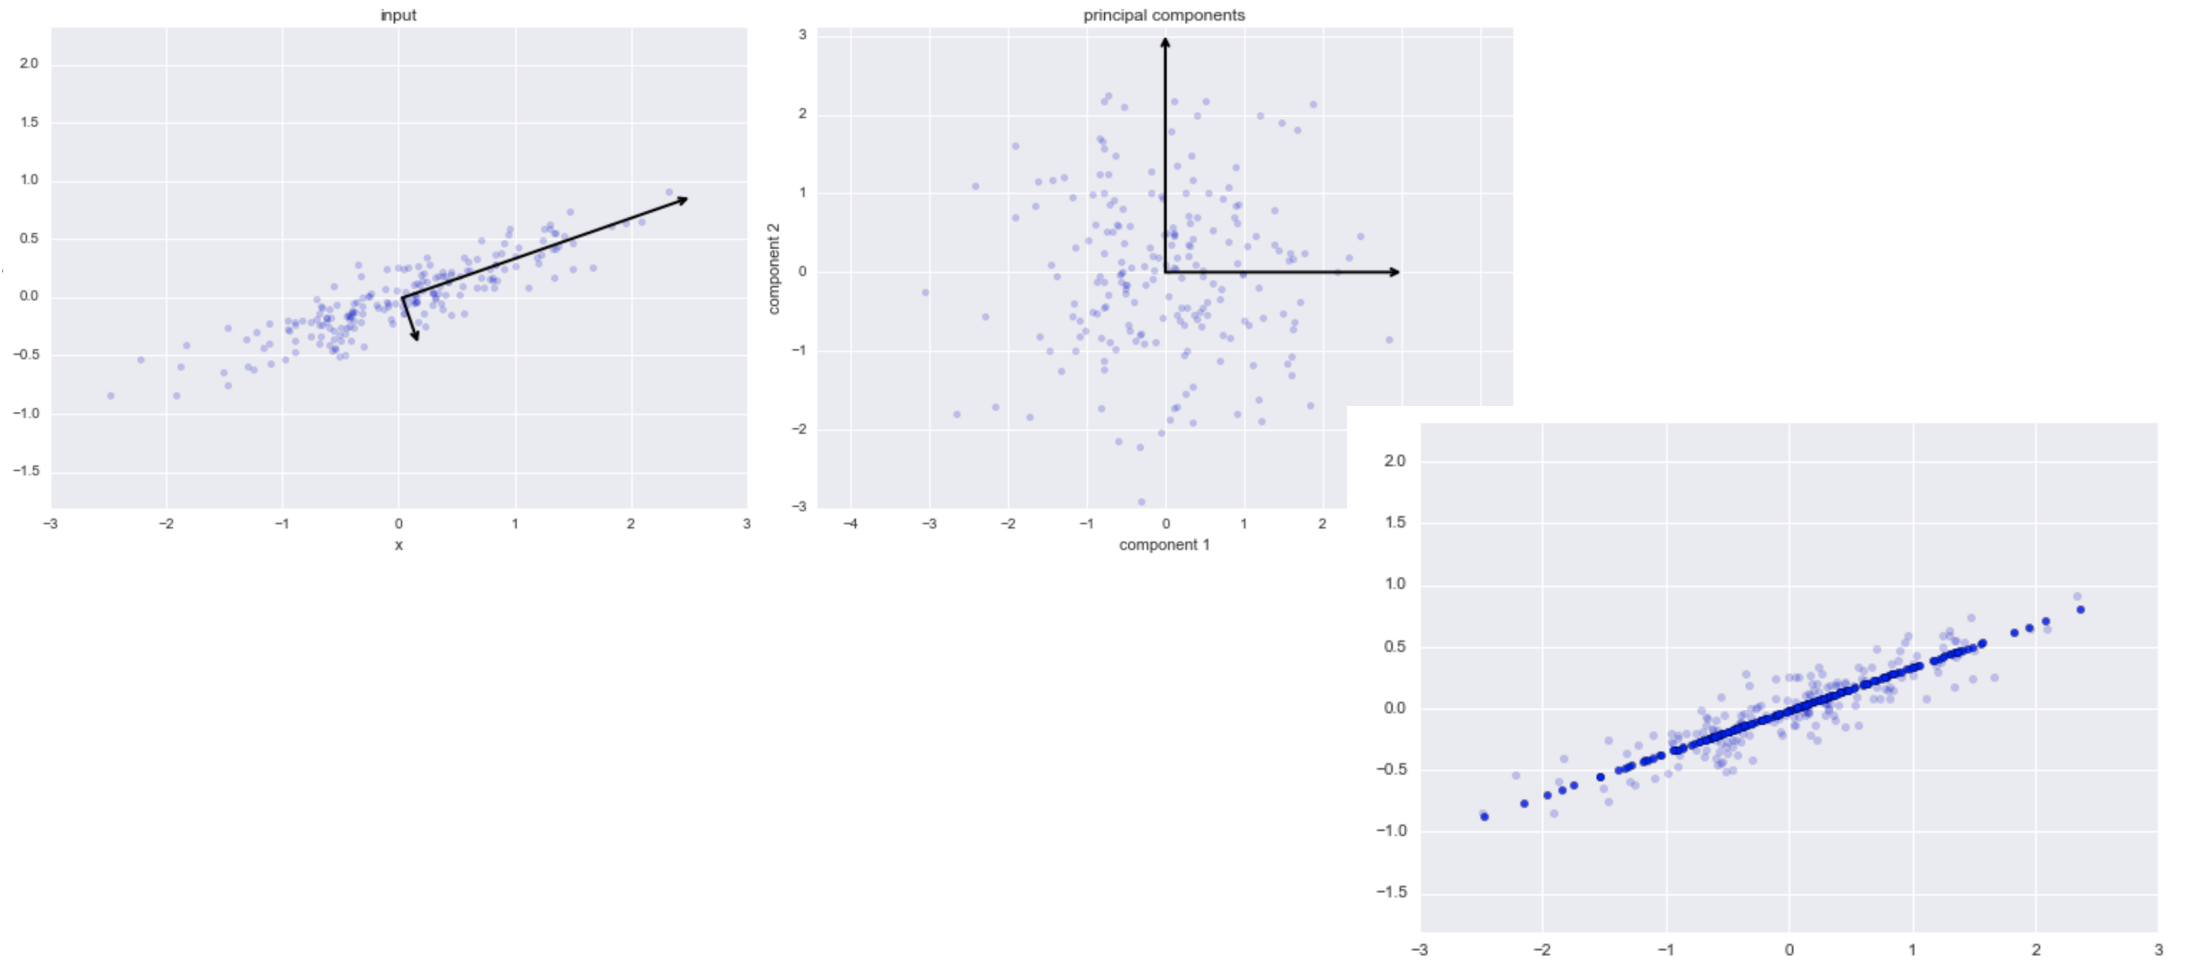 input
2.0
1.5
1.0
0.5
0.0
−0.5
−1.0
−1.5
−3 −2 −1 0 1 2 3
x
principal components
3
2
1
0
−1
−2
−3
component 2
−4 −3 −2 −1 0 1 2
component 1
2.0
1.5
1.0
0.5
0.0
−0.5
−1.0
−1.5
−3 −2 −1 0 1 2 3